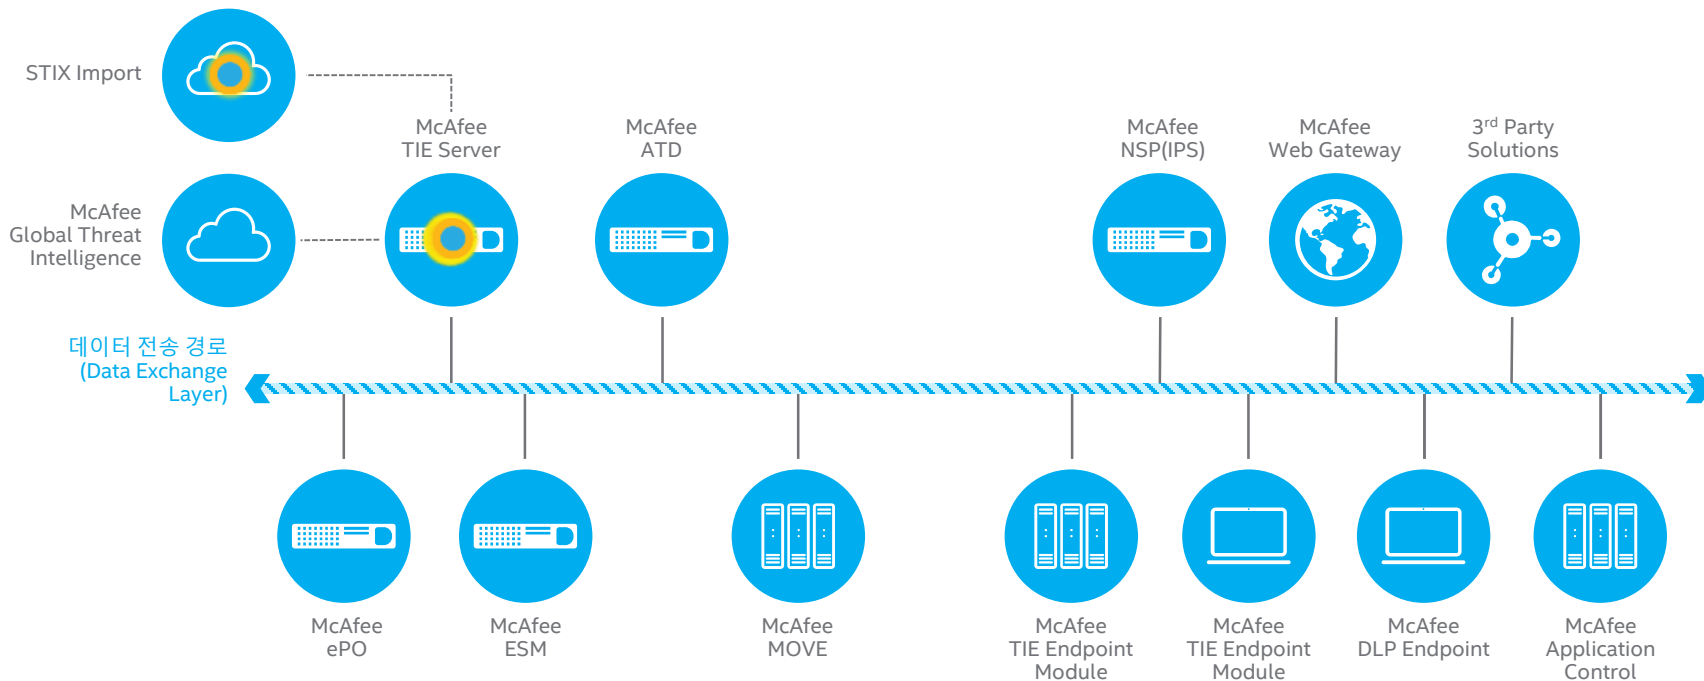 STIX Import
McAfee
TIE Server
McAfee
ATD
McAfee
NSP(IPS)
McAfee
Web Gateway
3rd Party
Solutions
McAfee
Global Threat
Intelligence
데이터 전송 경로
(Data Exchange
Layer)
McAfee
ePO
McAfee
ESM
McAfee
MOVE
McAfee
TIE Endpoint
Module
McAfee
TIE Endpoint
Module
McAfee
DLP Endpoint
McAfee
Application
Control